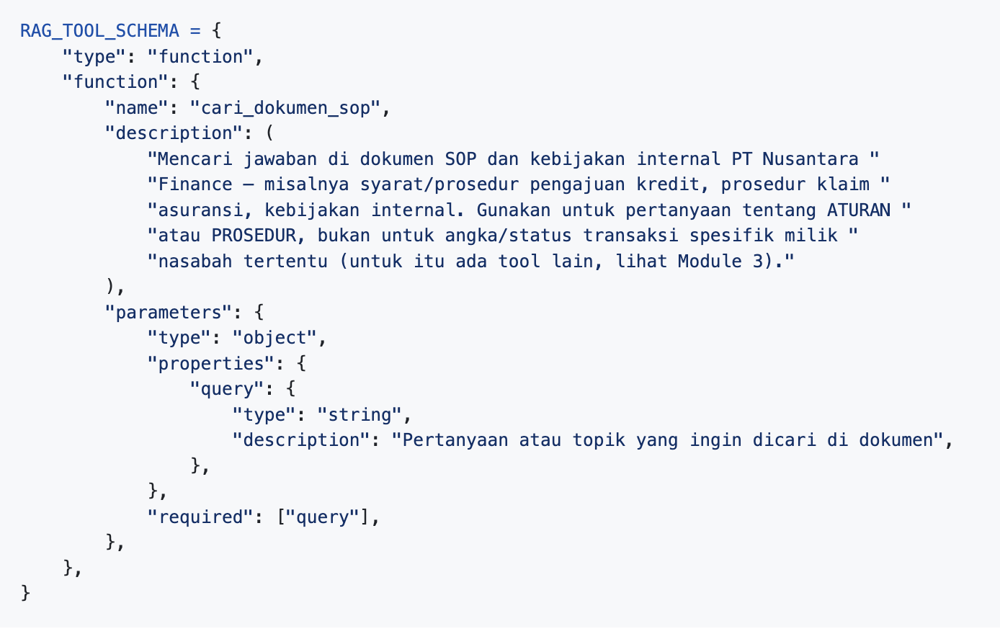 RAG_TOOL_SCHEMA = {
    "type": "function",
    "function": {
        "name": "cari_dokumen_sop",
        "description": (
            "Mencari jawaban di dokumen SOP dan kebijakan internal PT Nusantara "
            "Finance — misalnya syarat/prosedur pengajuan kredit, prosedur klaim "
            "asuransi, kebijakan internal. Gunakan untuk pertanyaan tentang ATURAN "
            "atau PROSEDUR, bukan untuk angka/status transaksi spesifik milik "
            "nasabah tertentu (untuk itu ada tool lain, lihat Module 3)."
        ),
        "parameters": {
            "type": "object",
            "properties": {
                "query": {
                    "type": "string",
                    "description": "Pertanyaan atau topik yang ingin dicari di dokumen",
                },
            },
            "required": ["query"],
        },
    },
}